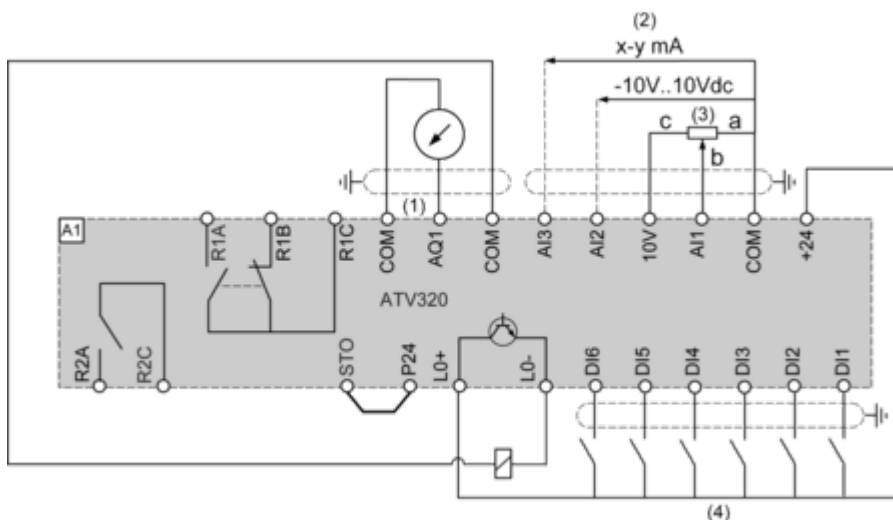 (2)
x-y mA
-10V..10Vdc
c (3) a
b
(1)
A1
R1A R1B R1C COM AQ1 COM AI3 AI2 10V AI1 COM +24
ATV320
R2A R2C STO P24 L0+ L0- DI6 DI5 DI4 DI3 DI2 DI1
(4)